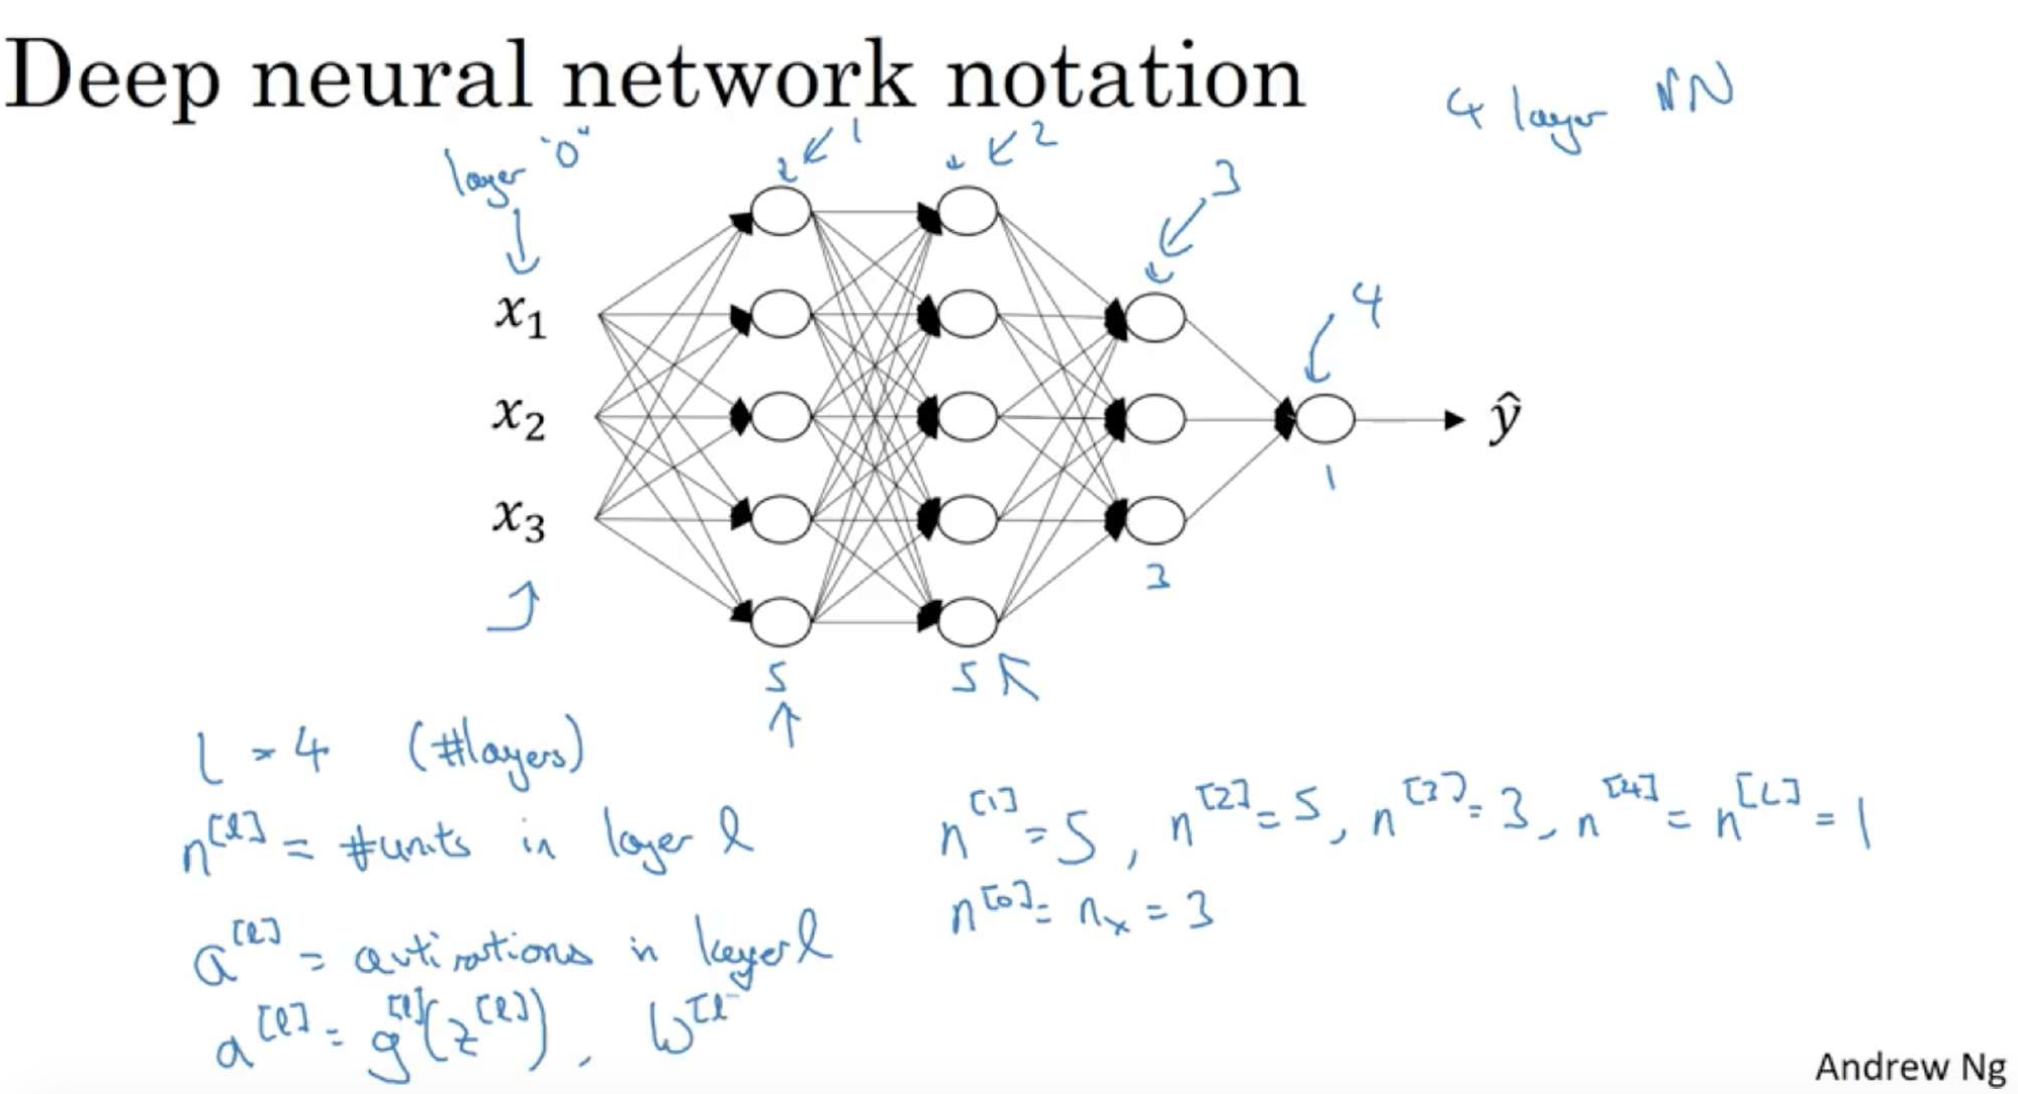 Deep neural network notation
4 layer NN
layer "0"
1
2
3
4
x₁
x₂
x₃
ŷ
1
3
5
5
L = 4 (#layers)
n^[l] = #units in layer l
n^[1] = 5, n^[2] = 5, n^[3] = 3, n^[4] = n^[L] = 1
n^[0] = n_x = 3
a^[l] = activations in layer l
a^[l] = g^[l](z^[l]), W^[l
Andrew Ng